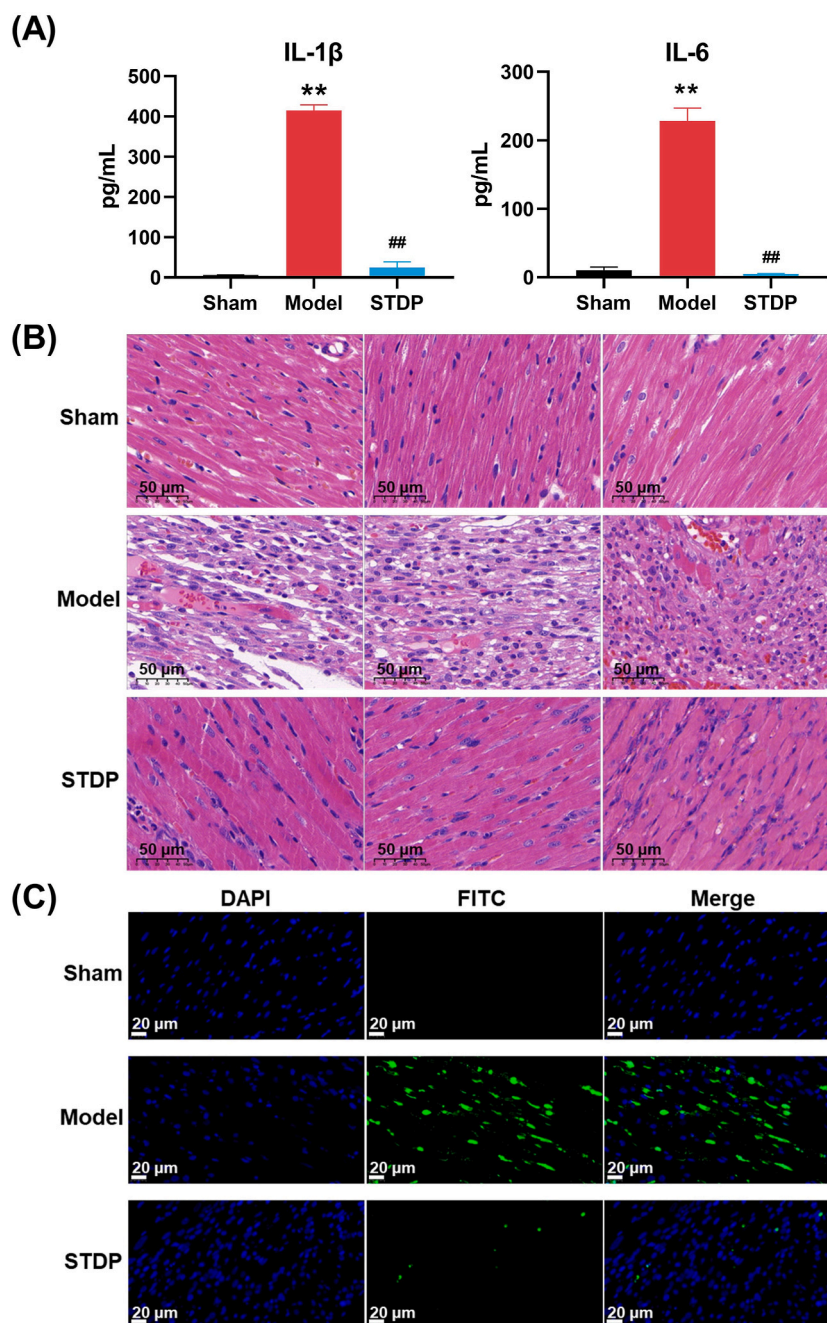 (A)
IL-1β
IL-6
500
400
300
200
100
0
pg/mL
**
##
Sham Model STDP
300
200
100
0
pg/mL
**
##
Sham Model STDP
(B)
Sham
50 μm 50 μm 50 μm
Model
50 μm 50 μm 50 μm
STDP
50 μm 50 μm 50 μm
(C)
DAPI FITC Merge
Sham
20 μm 20 μm 20 μm
Model
20 μm 20 μm 20 μm
STDP
20 μm 20 μm 20 μm